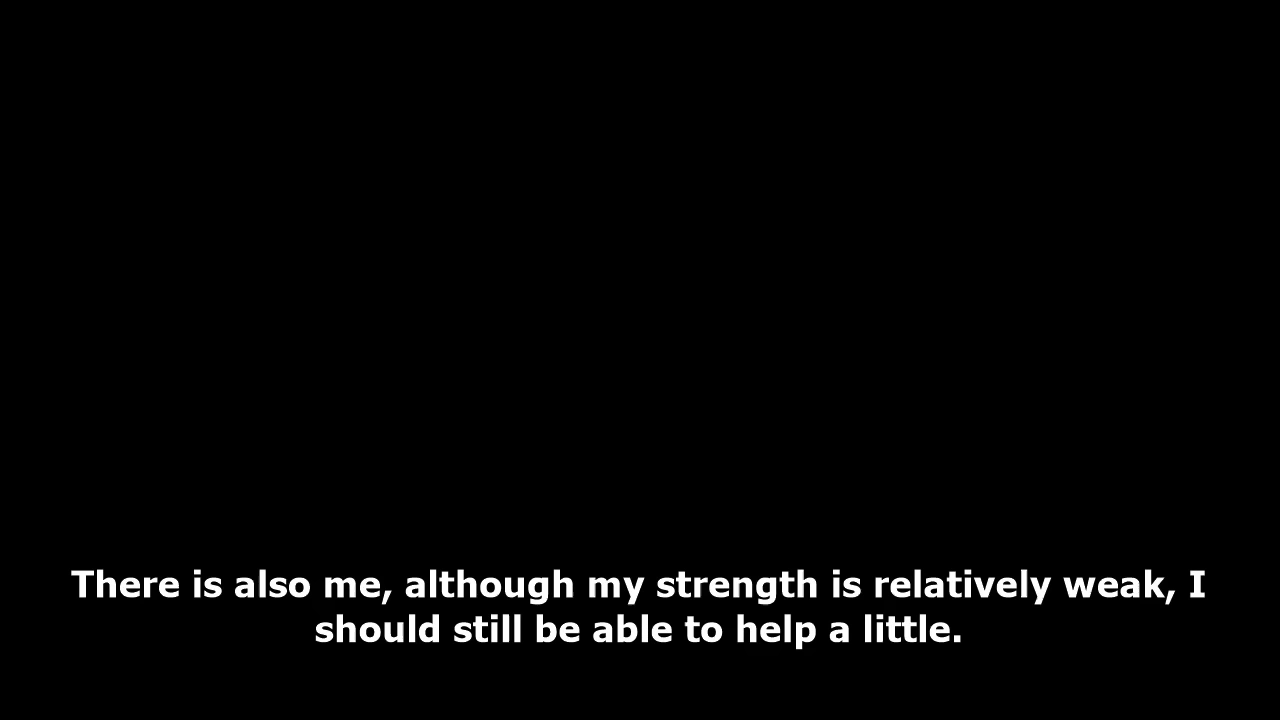 There is also me, although my strength is relatively weak, I
should still be able to help a little.